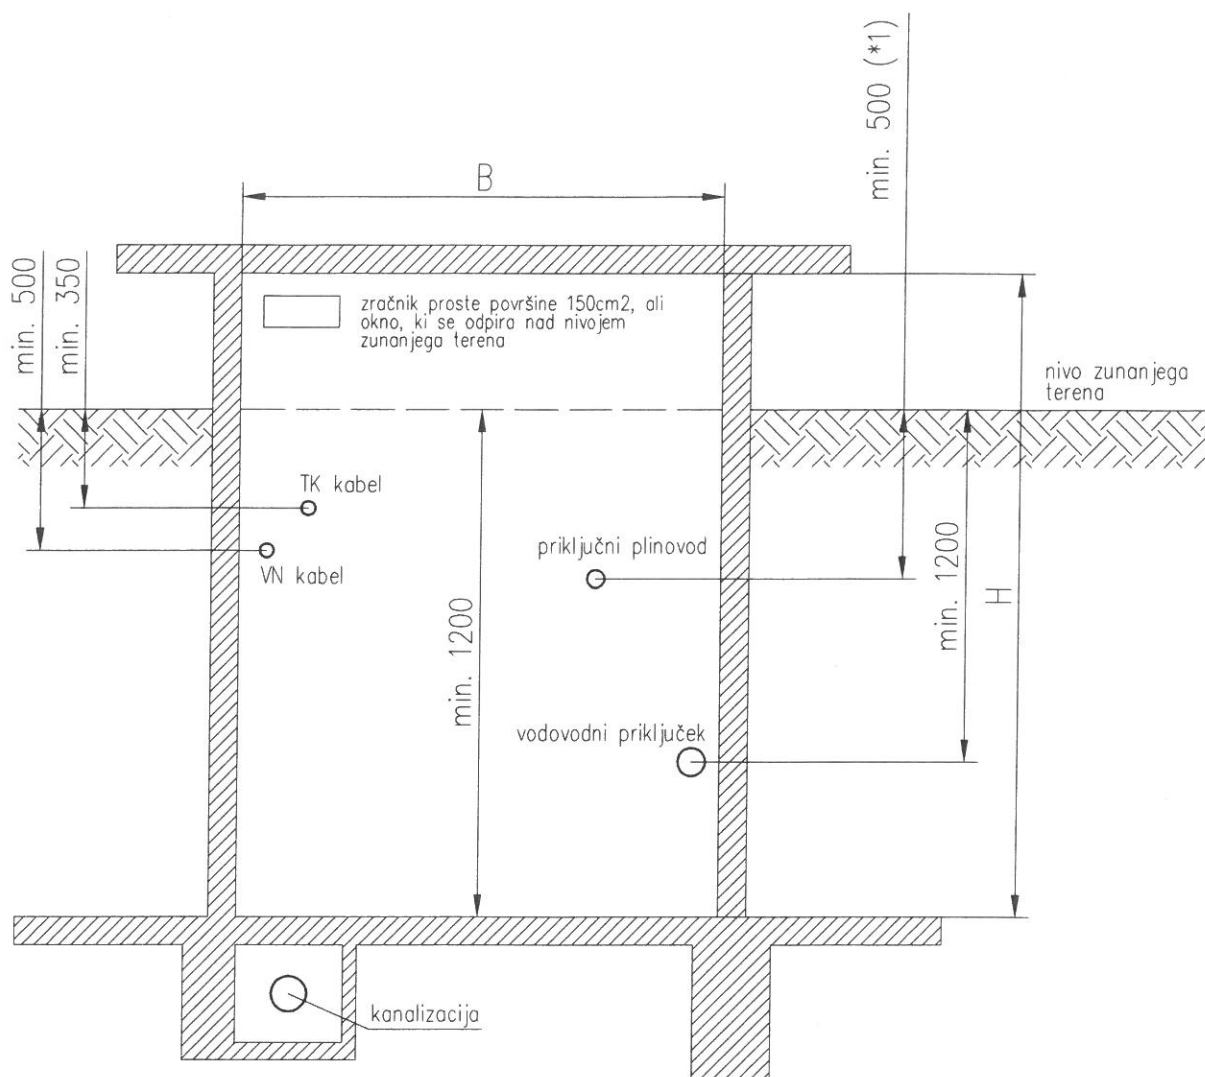 min. 500 (*1)
B
min. 500
min. 350
zračnik proste površine 150cm2, ali
okno, ki se odpira nad nivojem
zunanjega terena
nivo zunanjega
terena
TK kabel
VN kabel
priključni plinovod
min. 1200
min. 1200
H
vodovodni priključek
kanalizacija